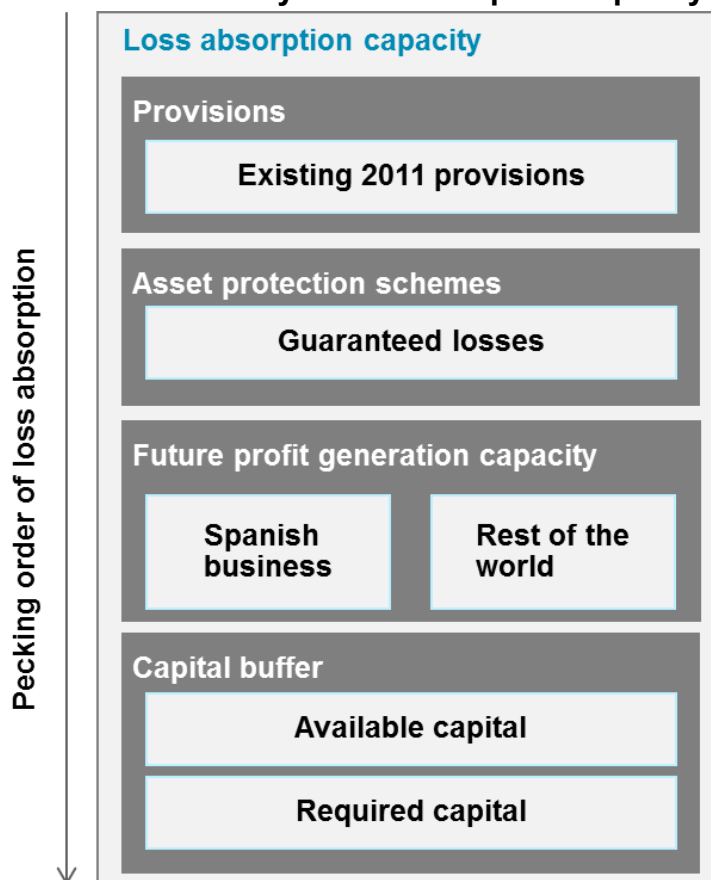 Loss absorption capacity
Provisions
Existing 2011 provisions
Asset protection schemes
Guaranteed losses
Future profit generation capacity
Spanish
business
Rest of the
world
Capital buffer
Available capital
Required capital
Pecking order of loss absorption